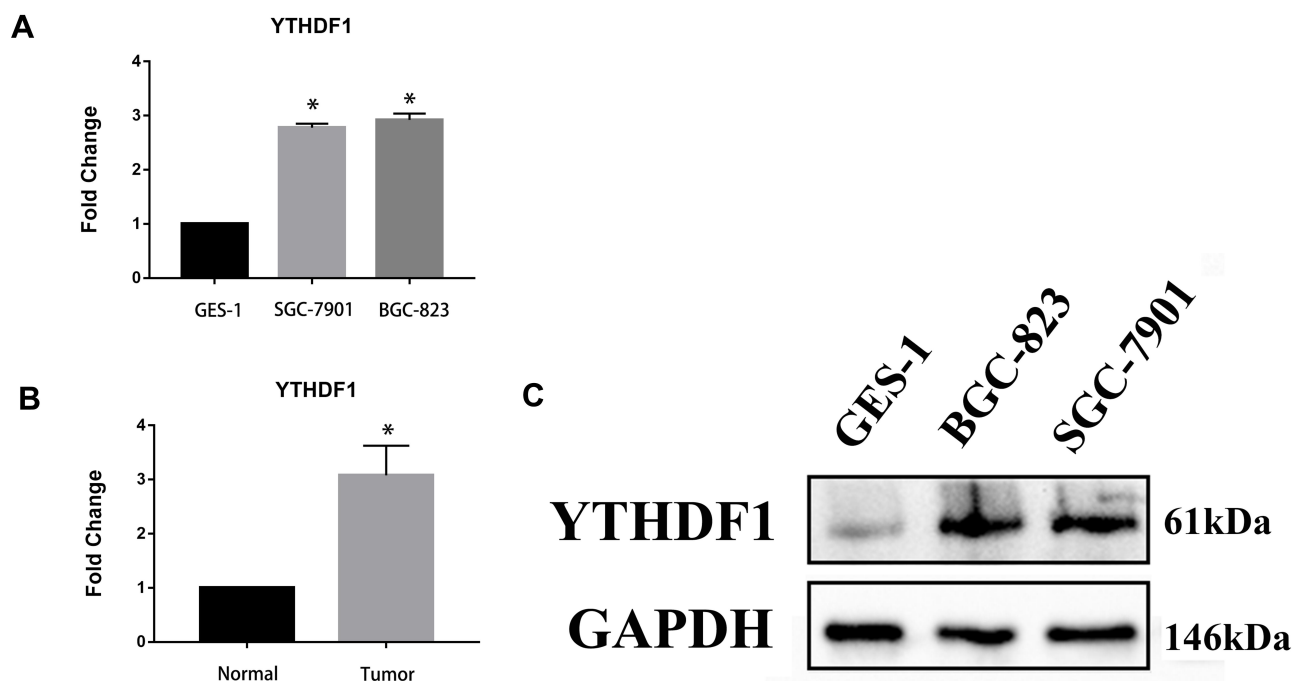 A
YTHDF1
Fold Change
4
3
2
1
0
*
*
GES-1 SGC-7901 BGC-823
B
YTHDF1
Fold Change
4
3
2
1
0
*
Normal Tumor
C
GES-1 BGC-823 SGC-7901
YTHDF1 61kDa
GAPDH 146kDa